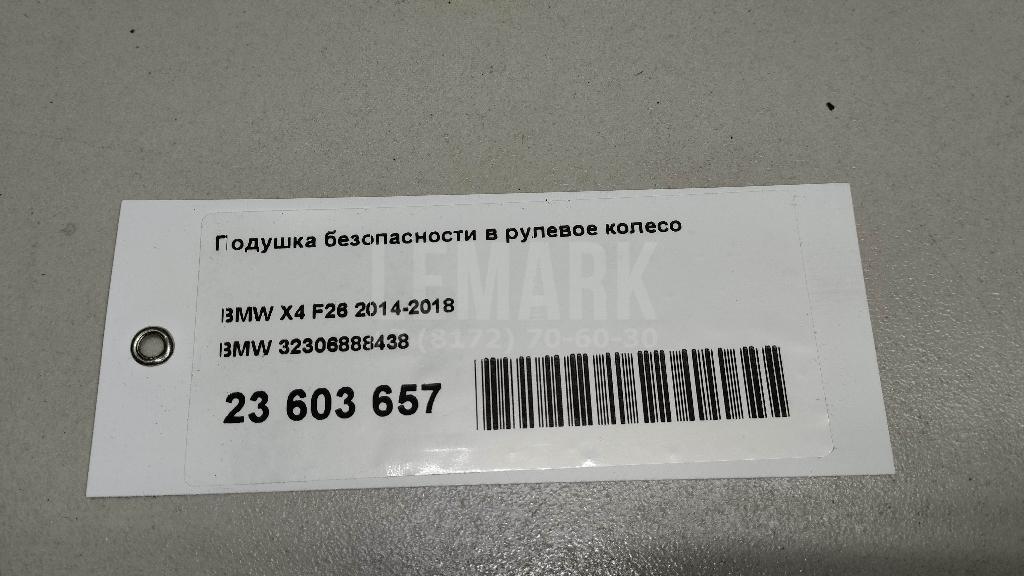 Подушка безопасности в рулевое колесо
LEMARK
BMW X4 F26 2014-2018
(8172) 70-60-30
BMW 32306888438
23 603 657